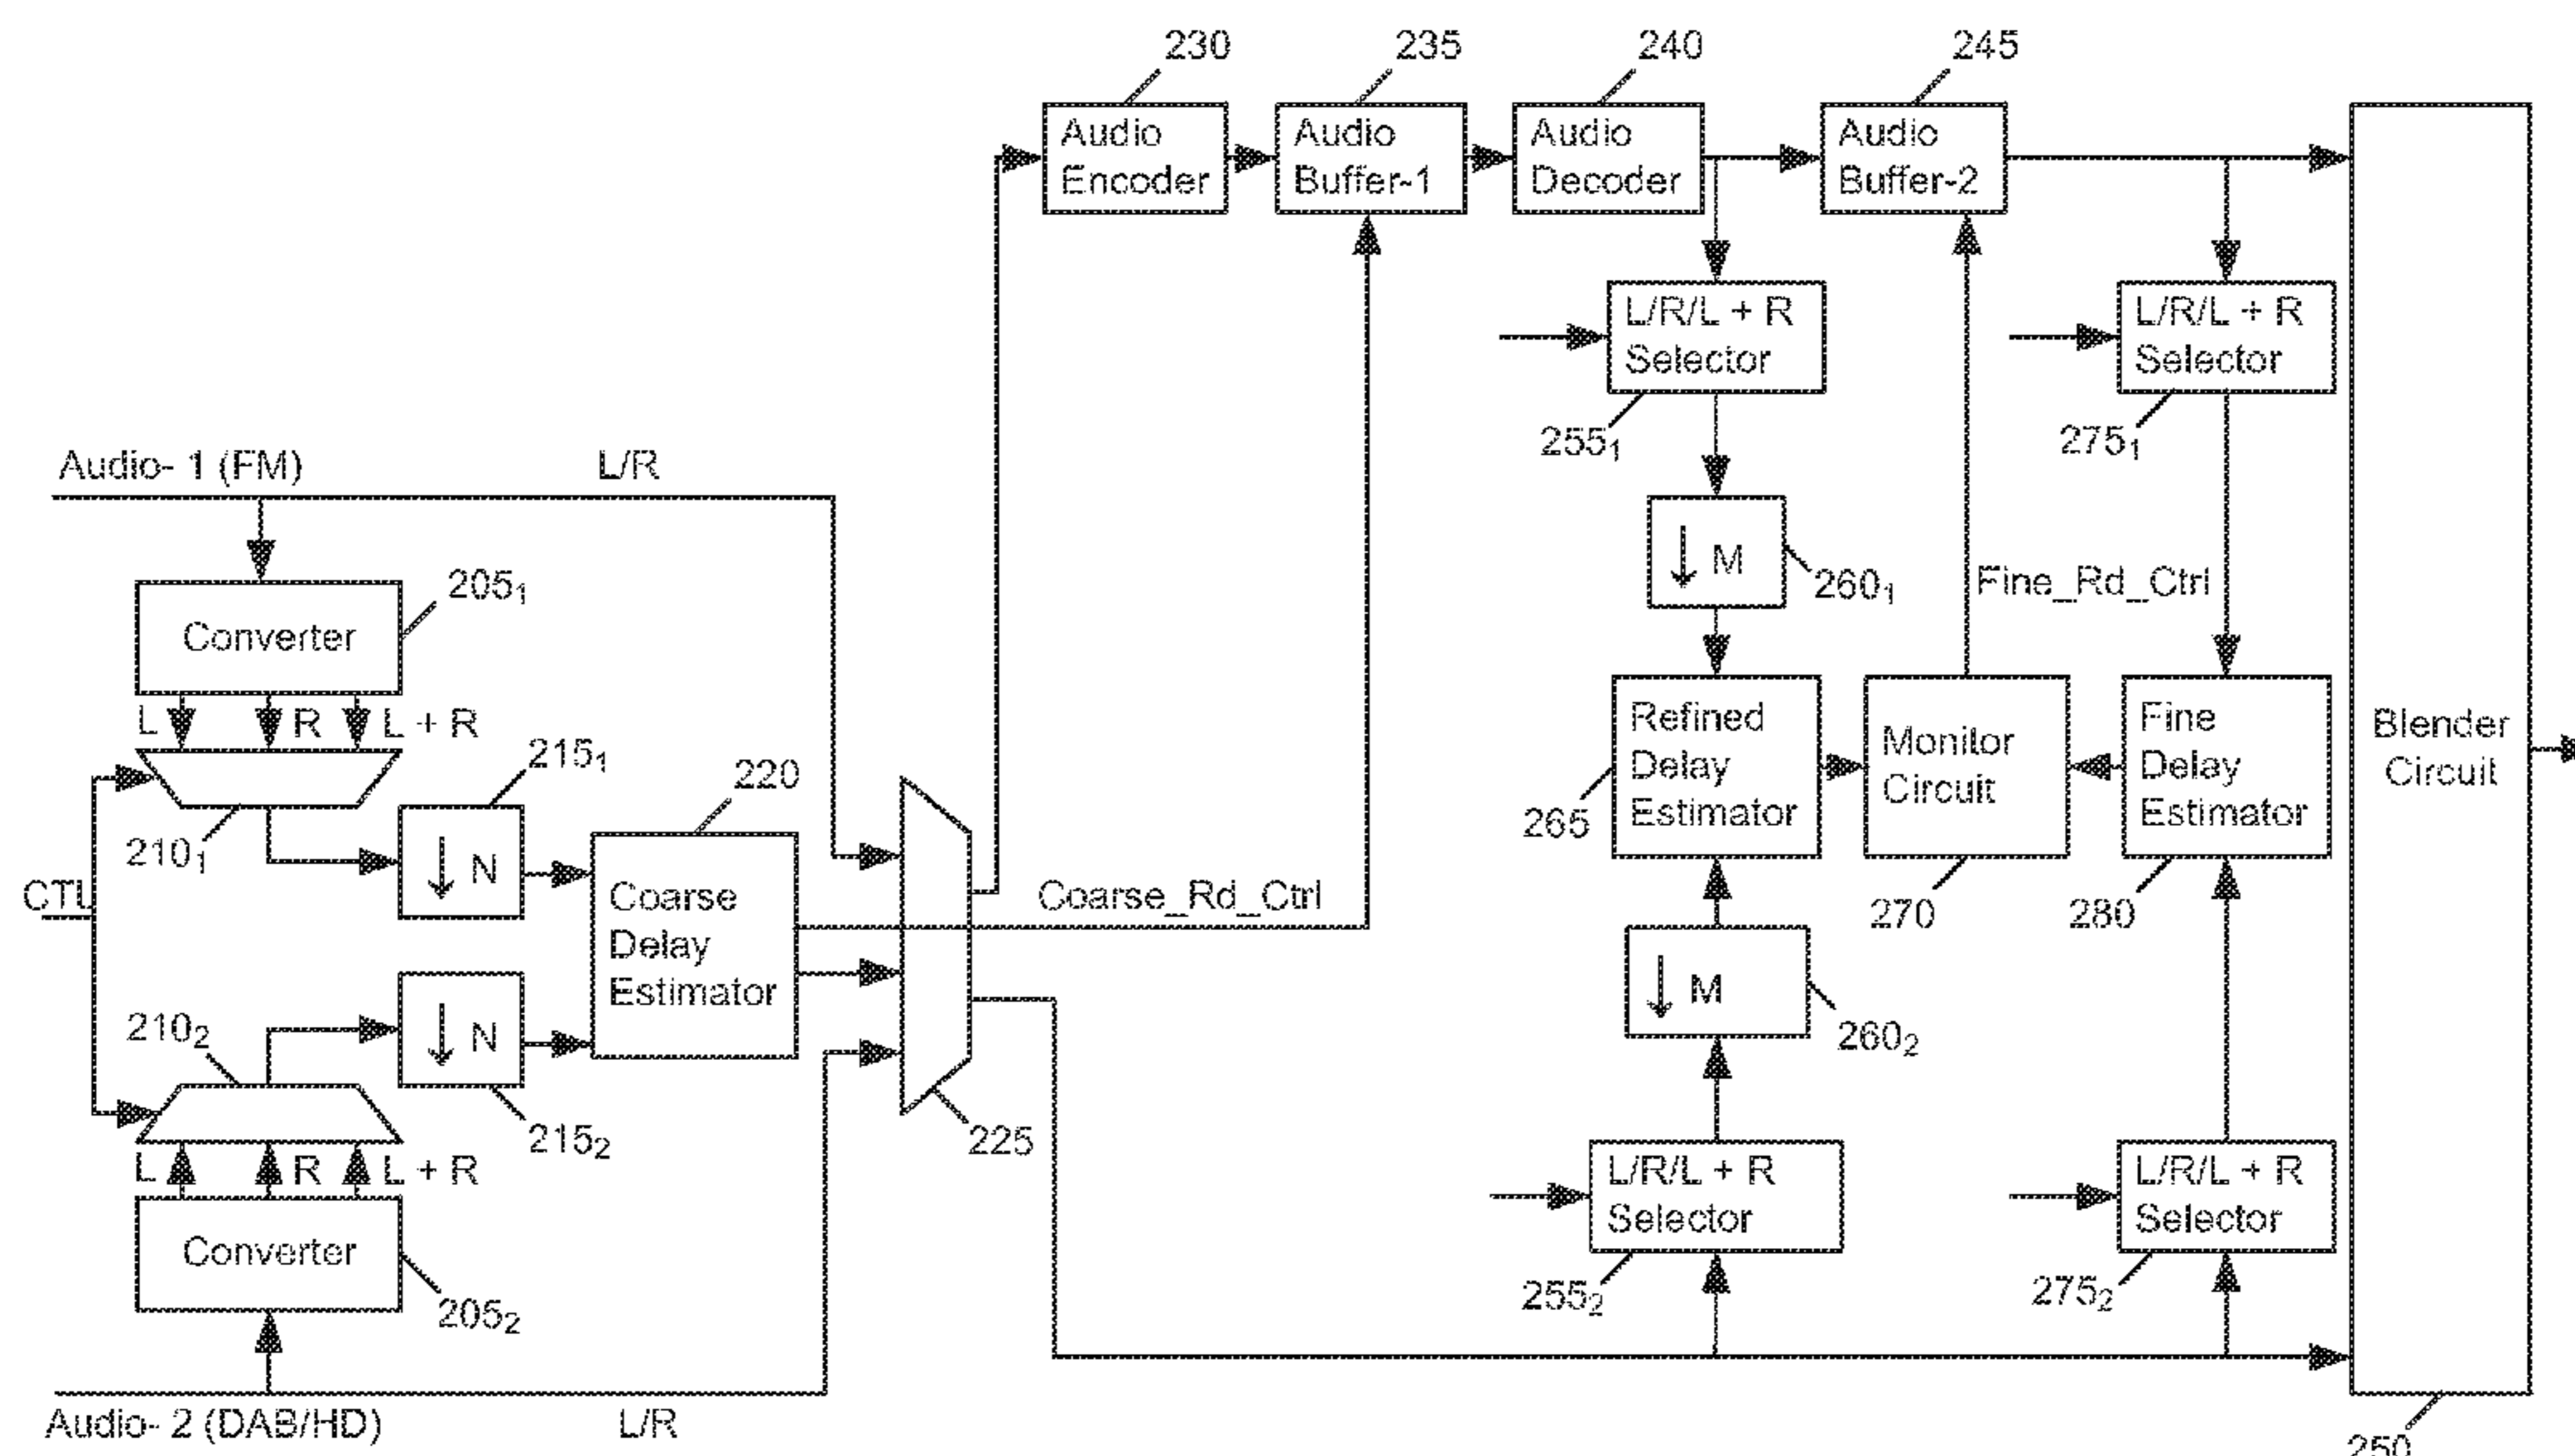 230
235
240
245
Audio
Encoder
Audio
Buffer-1
Audio
Decoder
Audio
Buffer-2
L/R/L + R
Selector
L/R/L + R
Selector
255₁
275₁
Audio- 1 (FM)
L/R
↓ M
260₁
Fine_Rd_Ctrl
Converter
205₁
L
R
L + R
210₁
215₁
↓ N
220
Coarse
Delay
Estimator
CTL
Coarse_Rd_Ctrl
Refined
Delay
Estimator
265
Monitor
Circuit
270
Fine
Delay
Estimator
280
Blender
Circuit
210₂
↓ N
215₂
225
↓ M
260₂
L
R
L + R
Converter
205₂
L/R/L + R
Selector
255₂
L/R/L + R
Selector
275₂
Audio- 2 (DAB/HD)
L/R
250